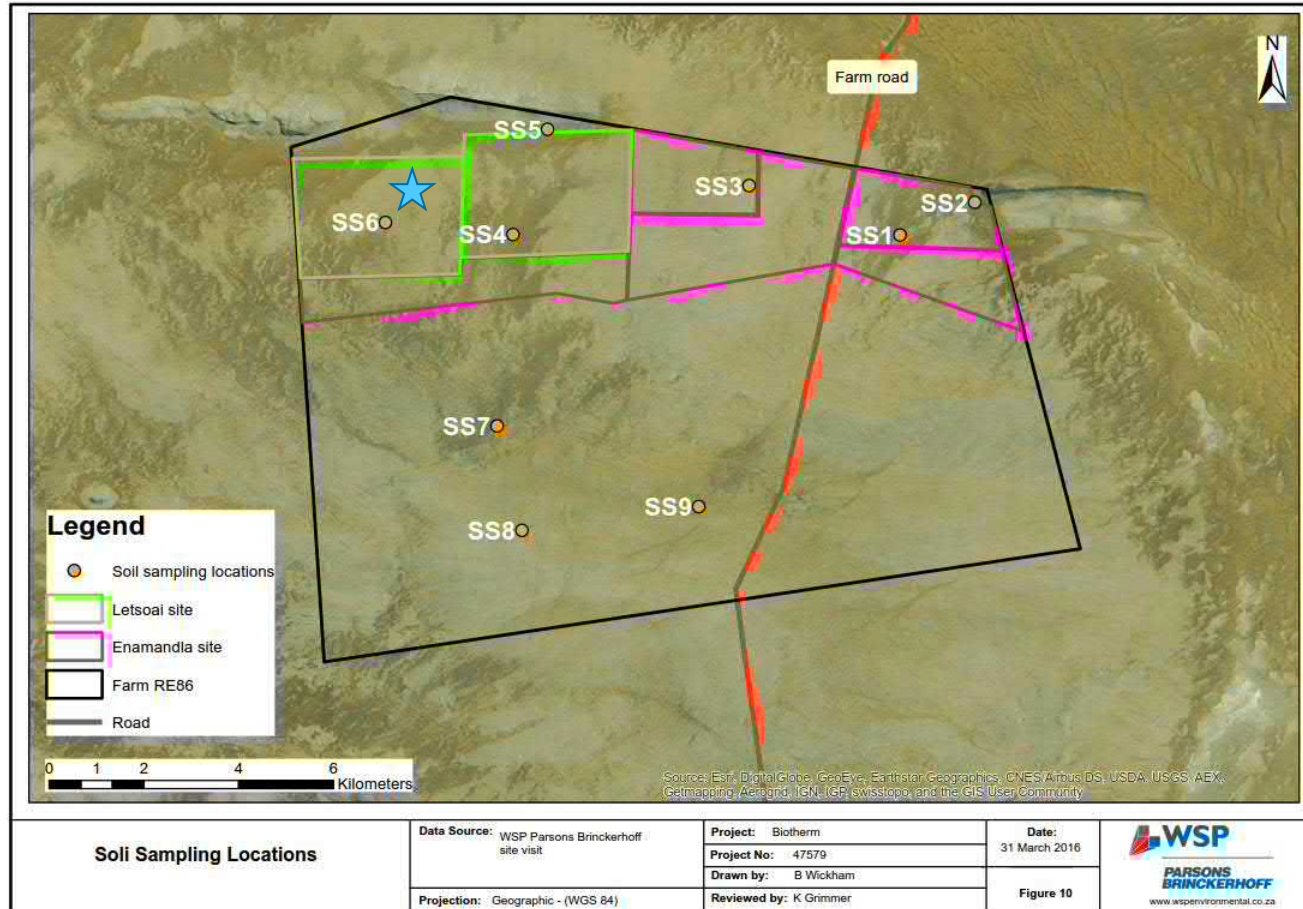 N
Farm road
SS5
SS3
SS6
SS4
SS2
SS1
SS7
SS9
SS8
Legend
Soil sampling locations
Letsoai site
Enamandla site
Farm RE86
Road
0 1 2 4 6
Kilometers
Source: Esri, DigitalGlobe, GeoEye, Earthstar Geographics, CNES/Airbus DS, USDA, USGS, AEX,
Getmapping, Aerogrid, IGN, IGP, swisstopo, and the GIS User Community
Soli Sampling Locations
Data Source: WSP Parsons Brinckerhoff
site visit
Projection: Geographic - (WGS 84)
Project: Biotherm
Project No: 47579
Drawn by: B Wickham
Reviewed by: K Grimmer
Date:
31 March 2016
Figure 10
WSP
PARSONS
BRINCKERHOFF
www.wspenvironmental.co.za